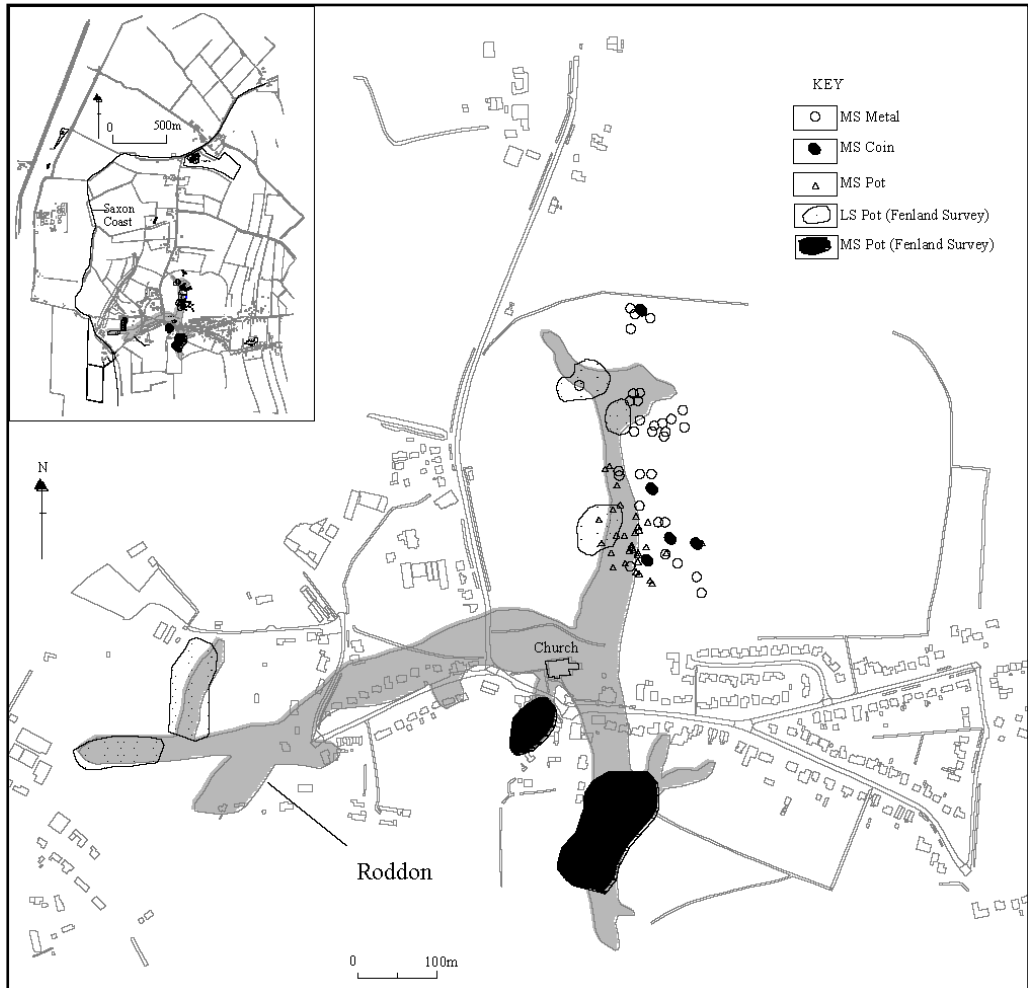 0 500m
Saxon
Coast
KEY
MS Metal
MS Coin
MS Pot
LS Pot (Fenland Survey)
MS Pot (Fenland Survey)
N
Church
Roddon
0 100m